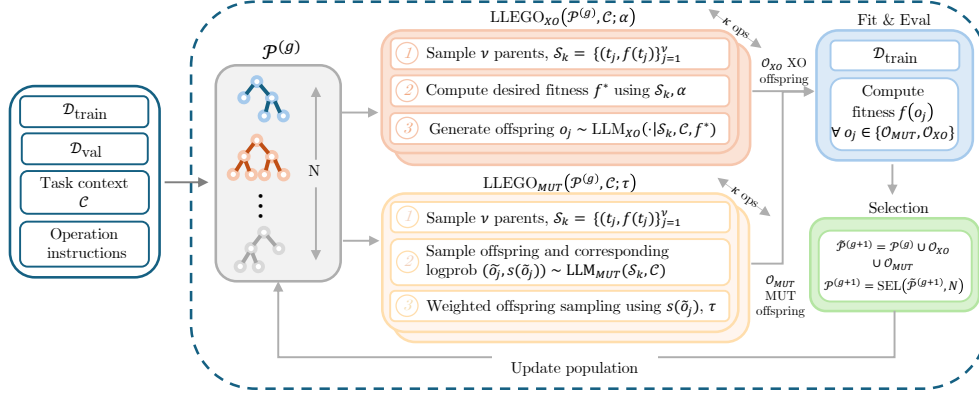 𝒟train
𝒟val
Task context
𝒞
Operation
instructions
𝒫^(g)
N
LLEGO_XO(𝒫^(g), 𝒞; α)
κ ops
1 Sample ν parents, 𝒮_k = {(t_j, f(t_j))}_{j=1}^ν
2 Compute desired fitness f* using 𝒮_k, α
3 Generate offspring o_j ~ LLM_XO(·|𝒮_k, 𝒞, f*)
LLEGO_MUT(𝒫^(g), 𝒞; τ)
κ ops
1 Sample ν parents, 𝒮_k = {(t_j, f(t_j))}_{j=1}^ν
2 Sample offspring and corresponding
logprob (õ_j, s(õ_j)) ~ LLM_MUT(𝒮_k, 𝒞)
3 Weighted offspring sampling using s(õ_j), τ
𝒪_XO XO
offspring
𝒪_MUT
MUT
offspring
Fit & Eval
𝒟train
Compute
fitness f(o_j)
∀ o_j ∈ {𝒪_MUT, 𝒪_XO}
Selection
𝒫̃^(g+1) = 𝒫^(g) ∪ 𝒪_XO
∪ 𝒪_MUT
𝒫^(g+1) = SEL(𝒫̃^(g+1), N)
Update population